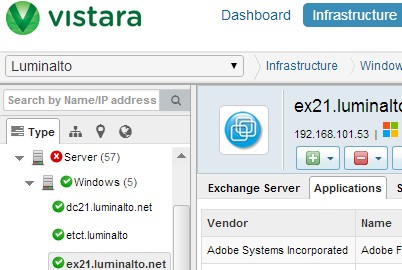 vistara
Dashboard Infrastructure
Luminalto
Infrastructure Window
Search by Name/IP address
ex21.luminalto
192.168.101.53
Type
Server (57)
Windows (5)
dc21.luminalto.net
etct.luminalto
ex21.luminalto.net
Exchange Server Applications S
Vendor Name
Adobe Systems Incorporated Adobe F